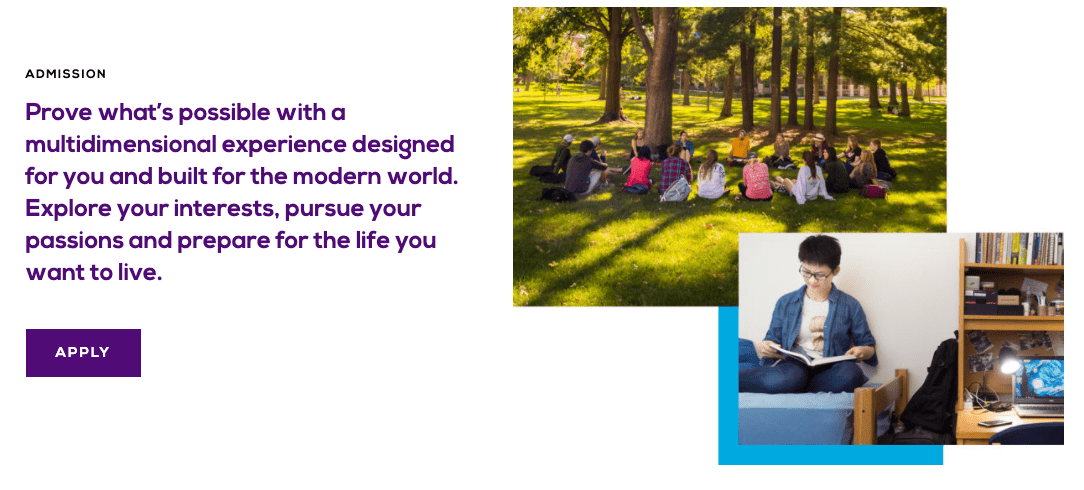 ADMISSION
Prove what's possible with a
multidimensional experience designed
for you and built for the modern world.
Explore your interests, pursue your
passions and prepare for the life you
want to live.
APPLY